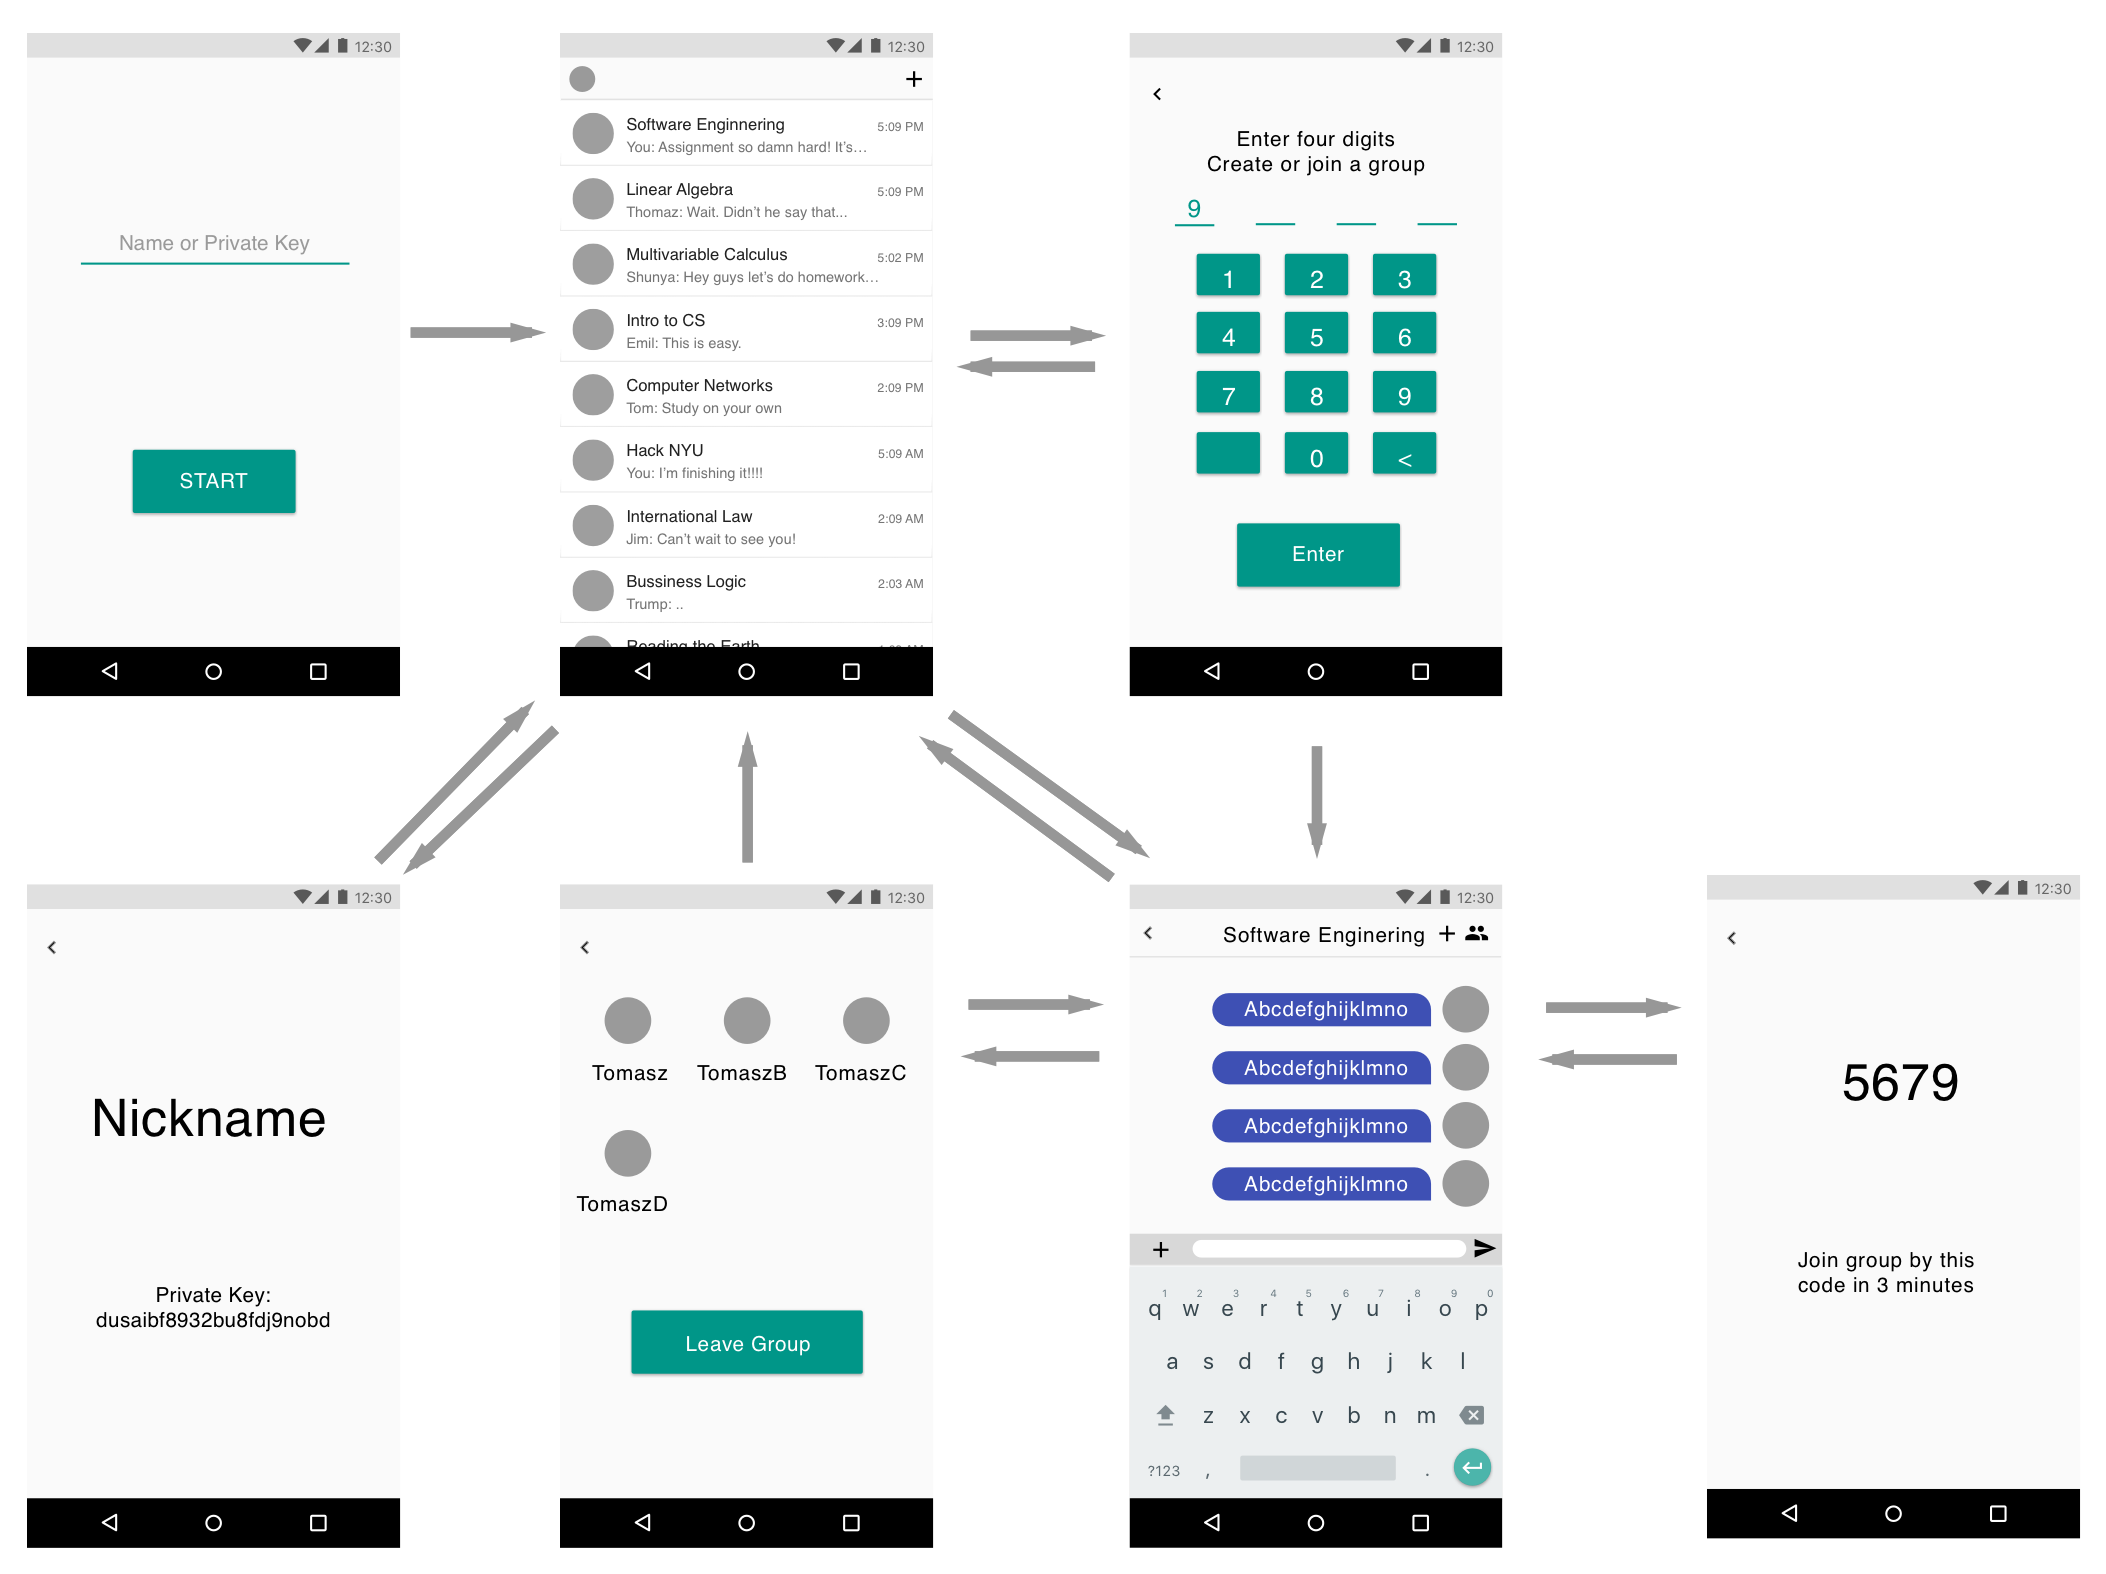 12:30
Name or Private Key
START
12:30
+
Software Enginnering 5:09 PM
You: Assignment so damn hard! It's...
Linear Algebra 5:09 PM
Thomaz: Wait. Didn't he say that...
Multivariable Calculus 5:02 PM
Shunya: Hey guys let's do homework...
Intro to CS 3:09 PM
Emil: This is easy.
Computer Networks 2:09 PM
Tom: Study on your own
Hack NYU 5:09 AM
You: I'm finishing it!!!!
International Law 2:09 AM
Jim: Can't wait to see you!
Bussiness Logic 2:03 AM
Trump: ..
Reading the Earth
12:30
Enter four digits
Create or join a group
9
1 2 3
4 5 6
7 8 9
0 <
Enter
12:30
Nickname
Private Key:
dusaibf8932bu8fdj9nobd
12:30
Tomasz TomaszB TomaszC
TomaszD
Leave Group
12:30
Software Enginering +
Abcdefghijklmno
Abcdefghijklmno
Abcdefghijklmno
Abcdefghijklmno
+
1 2 3 4 5 6 7 8 9 0
q w e r t y u i o p
a s d f g h j k l
z x c v b n m
?123 , .
12:30
5679
Join group by this
code in 3 minutes